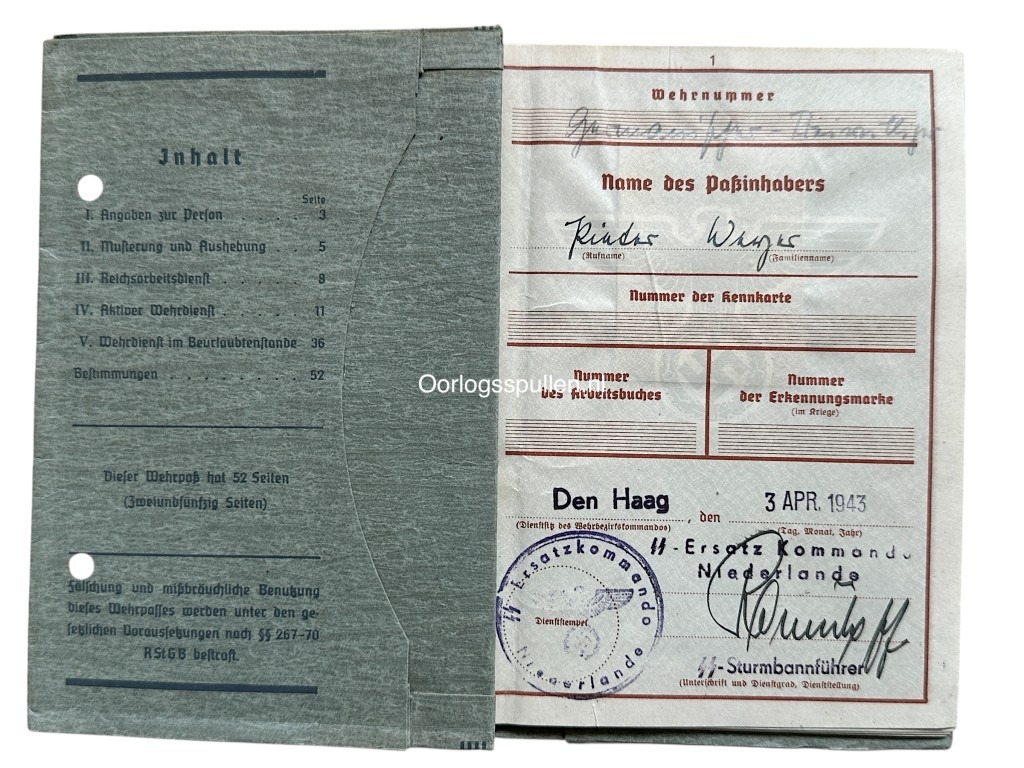 Inhalt
Seite
I. Angaben zur Person . . . . 3
II. Musterung und Aushebung . . 5
III. Reichsarbeitsdienst . . . . . 8
IV. Aktiver Wehrdienst . . . . . 11
V. Wehrdienst im Beurlaubtenstande 36
Bestimmungen . . . . . . . . . 52
Dieser Wehrpaß hat 52 Seiten
(Zweiundfünfzig Seiten)
Fälschung und mißbräuchliche Benutzung
dieses Wehrpasses werden unter den ge-
setzlichen Voraussetzungen nach §§ 267-70
RStGB bestraft.
1
Wehrnummer
Name des Paßinhabers
(Rufname) (Familienname)
Nummer der Kennkarte
Nummer
des Arbeitsbuches
Nummer
der Erkennungsmarke
(im Kriege)
Oorlogsspullen.nl
Den Haag, den 3 APR. 1943
(Dienstsitz des Wehrbezirkskommandos) (Tag, Monat, Jahr)
SS-Ersatz Kommando
Niederlande
SS Ersatzkommando
Dienststempel
Niederlande
SS-Sturmbannführer
(Unterschrift und Dienstgrad, Dienststellung)